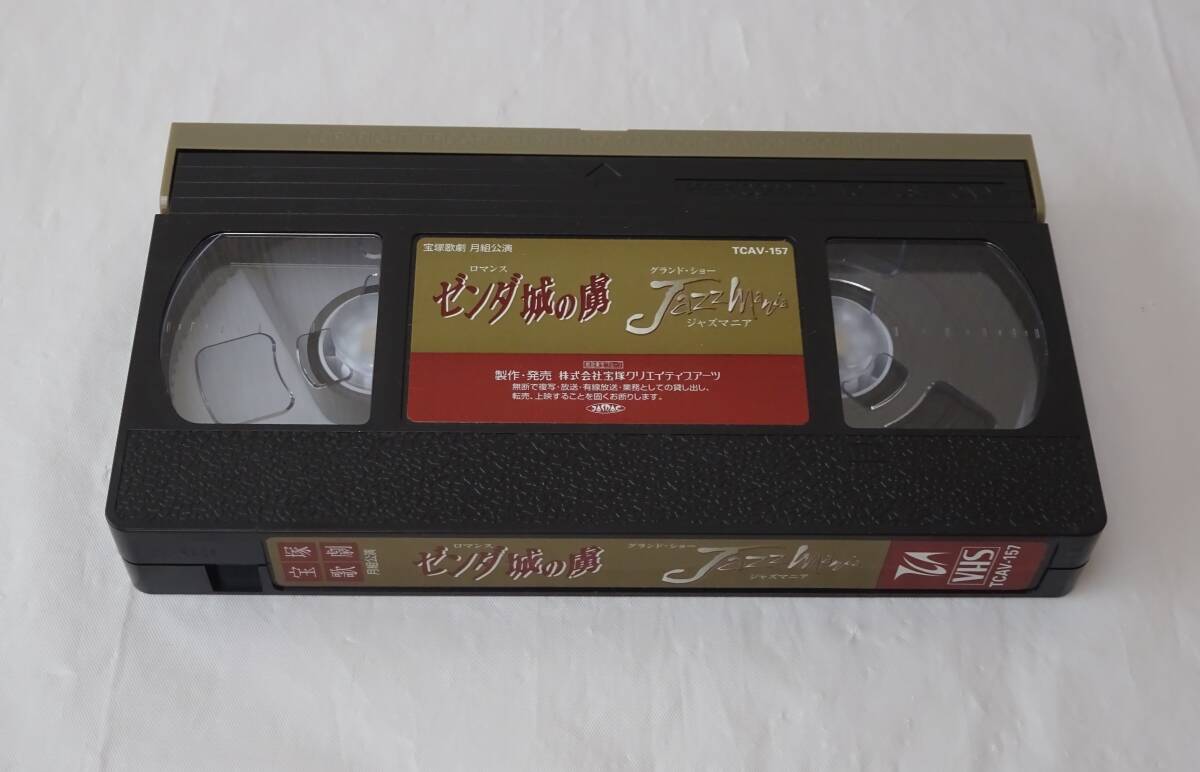 宝塚歌劇 月組公演
TCAV-157
ロマンス
ゼンダ城の虜
グランド・ショー
JAZZ Mania
ジャズマニア
製作・発売 株式会社宝塚クリエイティブアーツ
無断で複写・放送・有線放送・業務としての貸し出し、
転売、上映することを固くお断りします。
JASRAC
宝塚歌劇
月組公演
ロマンス
ゼンダ城の虜
グランド・ショー
JAZZ Mania
ジャズマニア
VHS
TCAV-157